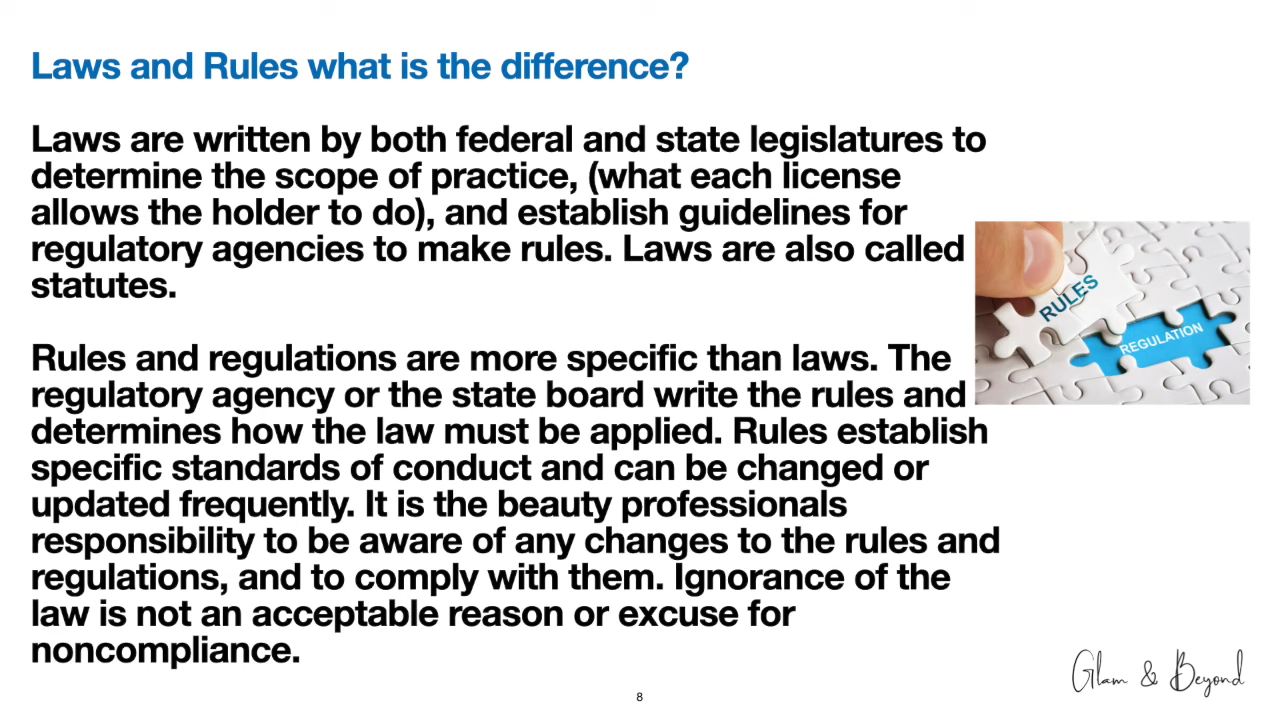 Laws and Rules what is the difference?
Laws are written by both federal and state legislatures to
determine the scope of practice, (what each license
allows the holder to do), and establish guidelines for
regulatory agencies to make rules. Laws are also called
statutes.
RULES
REGULATION
Rules and regulations are more specific than laws. The
regulatory agency or the state board write the rules and
determines how the law must be applied. Rules establish
specific standards of conduct and can be changed or
updated frequently. It is the beauty professionals
responsibility to be aware of any changes to the rules and
regulations, and to comply with them. Ignorance of the
law is not an acceptable reason or excuse for
noncompliance.
Glam & Beyond
8